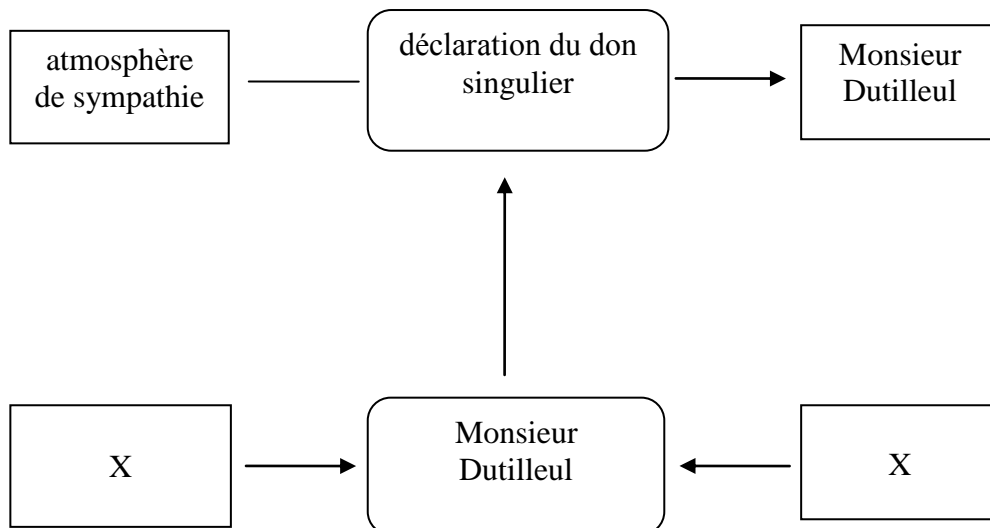 atmosphère
de sympathie
déclaration du don
singulier
Monsieur
Dutilleul
X
Monsieur
Dutilleul
X